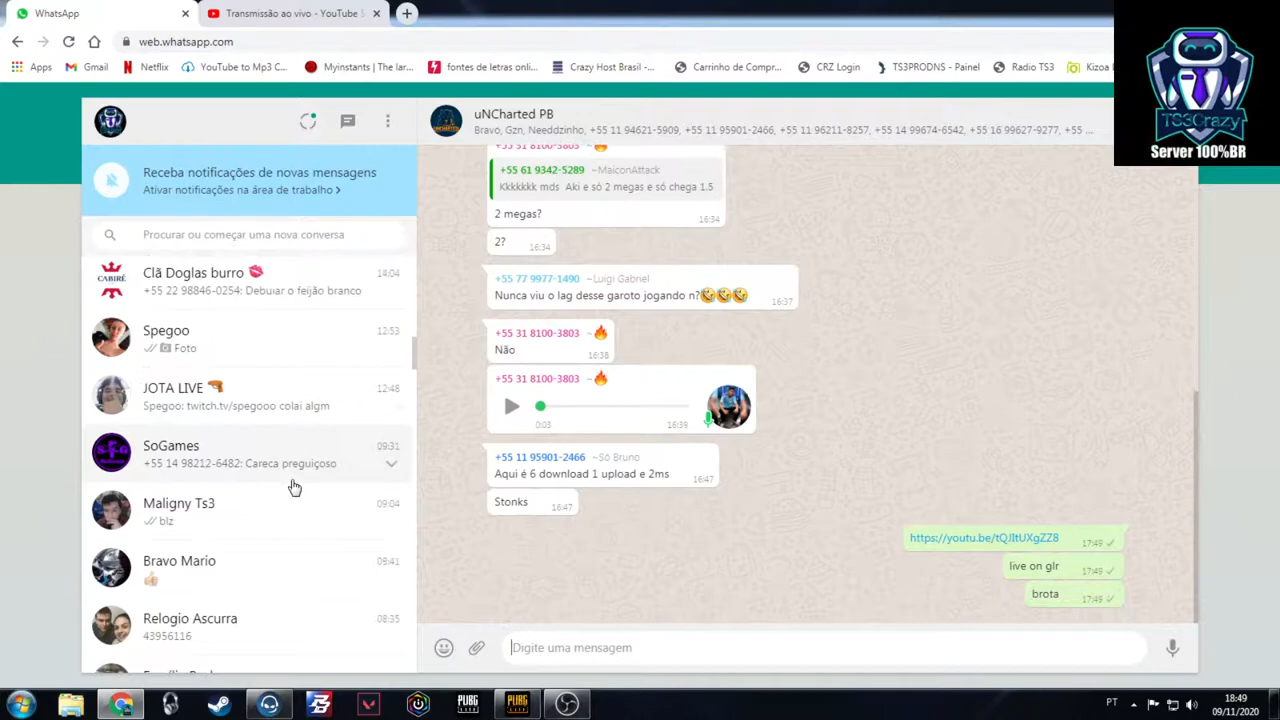 WhatsApp
Transmissão ao vivo - YouTube S
web.whatsapp.com
Apps
Gmail
Netflix
YouTube to Mp3 C...
Myinstants | The lar...
fontes de letras onli...
Crazy Host Brasil -...
Carrinho de Compr...
CRZ Login
TS3PRODNS - Painel
Radio TS3
Kizoa
TS3Crazy
Server 100%BR
Receba notificações de novas mensagens
Ativar notificações na área de trabalho >
Procurar ou começar uma nova conversa
CABIRÉ
Clã Doglas burro 💋 14:04
+55 22 98846-0254: Debuiar o feijão branco
Spegoo 12:53
Foto
JOTA LIVE 🔫 12:48
Spegoo: twitch.tv/spegooo colai algm
SoGames 09:31
+55 14 98212-6482: Careca preguiçoso
Maligny Ts3 09:04
blz
Bravo Mario 09:41
👍🏻
Relogio Ascurra 08:35
43956116
UNCHARTED
uNCharted PB
Bravo, Gzn, Needdzinho, +55 11 94621-5909, +55 11 95901-2466, +55 11 96211-8257, +55 14 99674-6542, +55 16 99627-9277, +55 ...
+55 31 8100-3803 ~🔥
+55 61 9342-5289 ~MaiconAttack
Kkkkkkk mds Aki e só 2 megas e só chega 1.5
2 megas? 16:34
2? 16:34
+55 77 9977-1490 ~Luigi Gabriel
Nunca viu o lag desse garoto jogando n?🤣🤣🤣 16:37
+55 31 8100-3803 ~🔥
Não 16:38
+55 31 8100-3803 ~🔥
0:03 16:39
+55 11 95901-2466 ~Só Bruno
Aqui é 6 download 1 upload e 2ms 16:47
Stonks 16:47
https://youtu.be/tQJItUXgZZ8 17:49
live on glr 17:49
brota 17:49
Digite uma mensagem
PUBG
LITE
PUBG
PT
18:49
09/11/2020